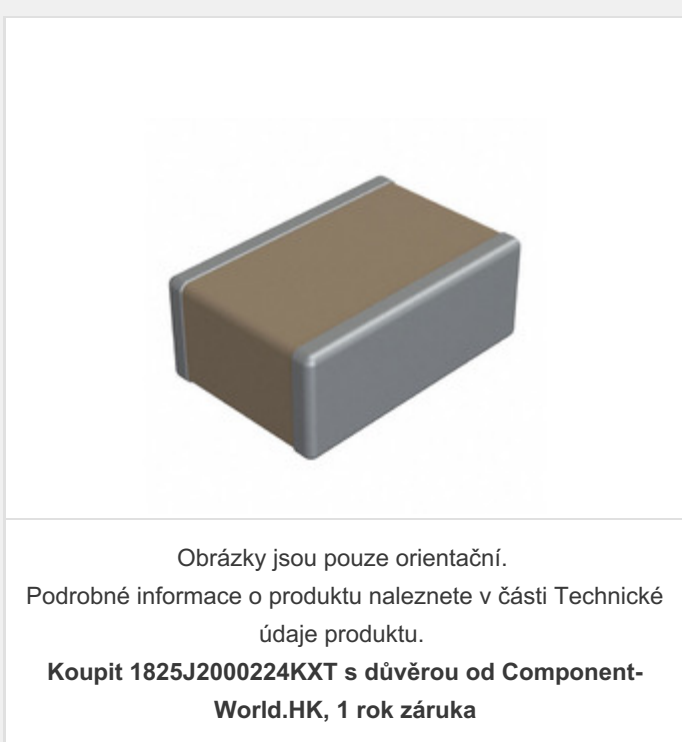 Obrázky jsou pouze orientační.
Podrobné informace o produktu naleznete v části Technické
údaje produktu.
Koupit 1825J2000224KXT s důvěrou od Component-
World.HK, 1 rok záruka